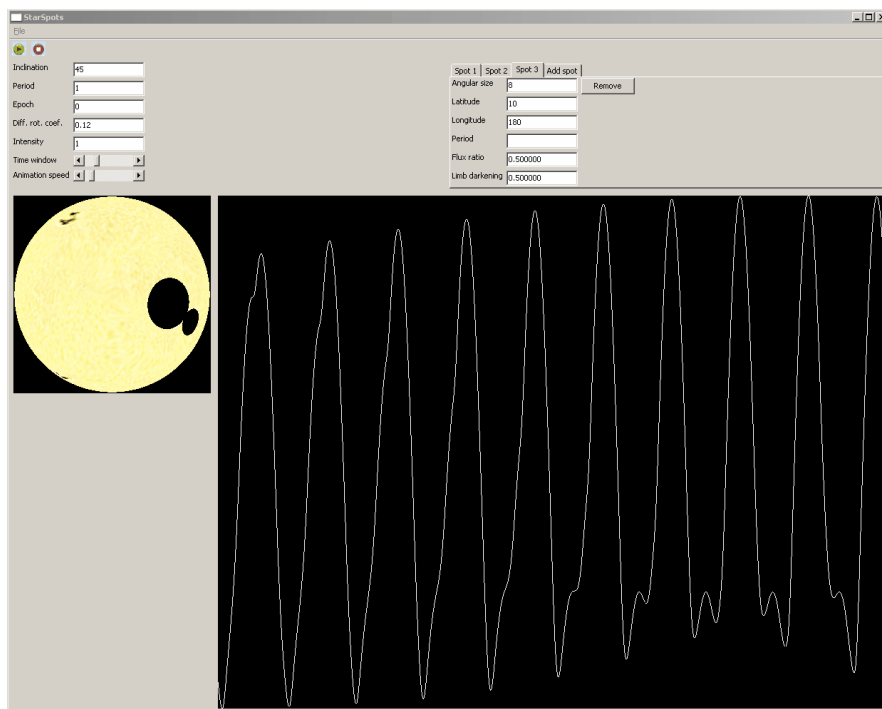 StarSpots
File
Inclination 45
Period 1
Epoch 0
Diff. rot. coef. 0.12
Intensity 1
Time window
Animation speed
Spot 1 Spot 2 Spot 3 Add spot
Angular size 8 Remove
Latitude 10
Longitude 180
Period
Flux ratio 0.500000
Limb darkening 0.500000